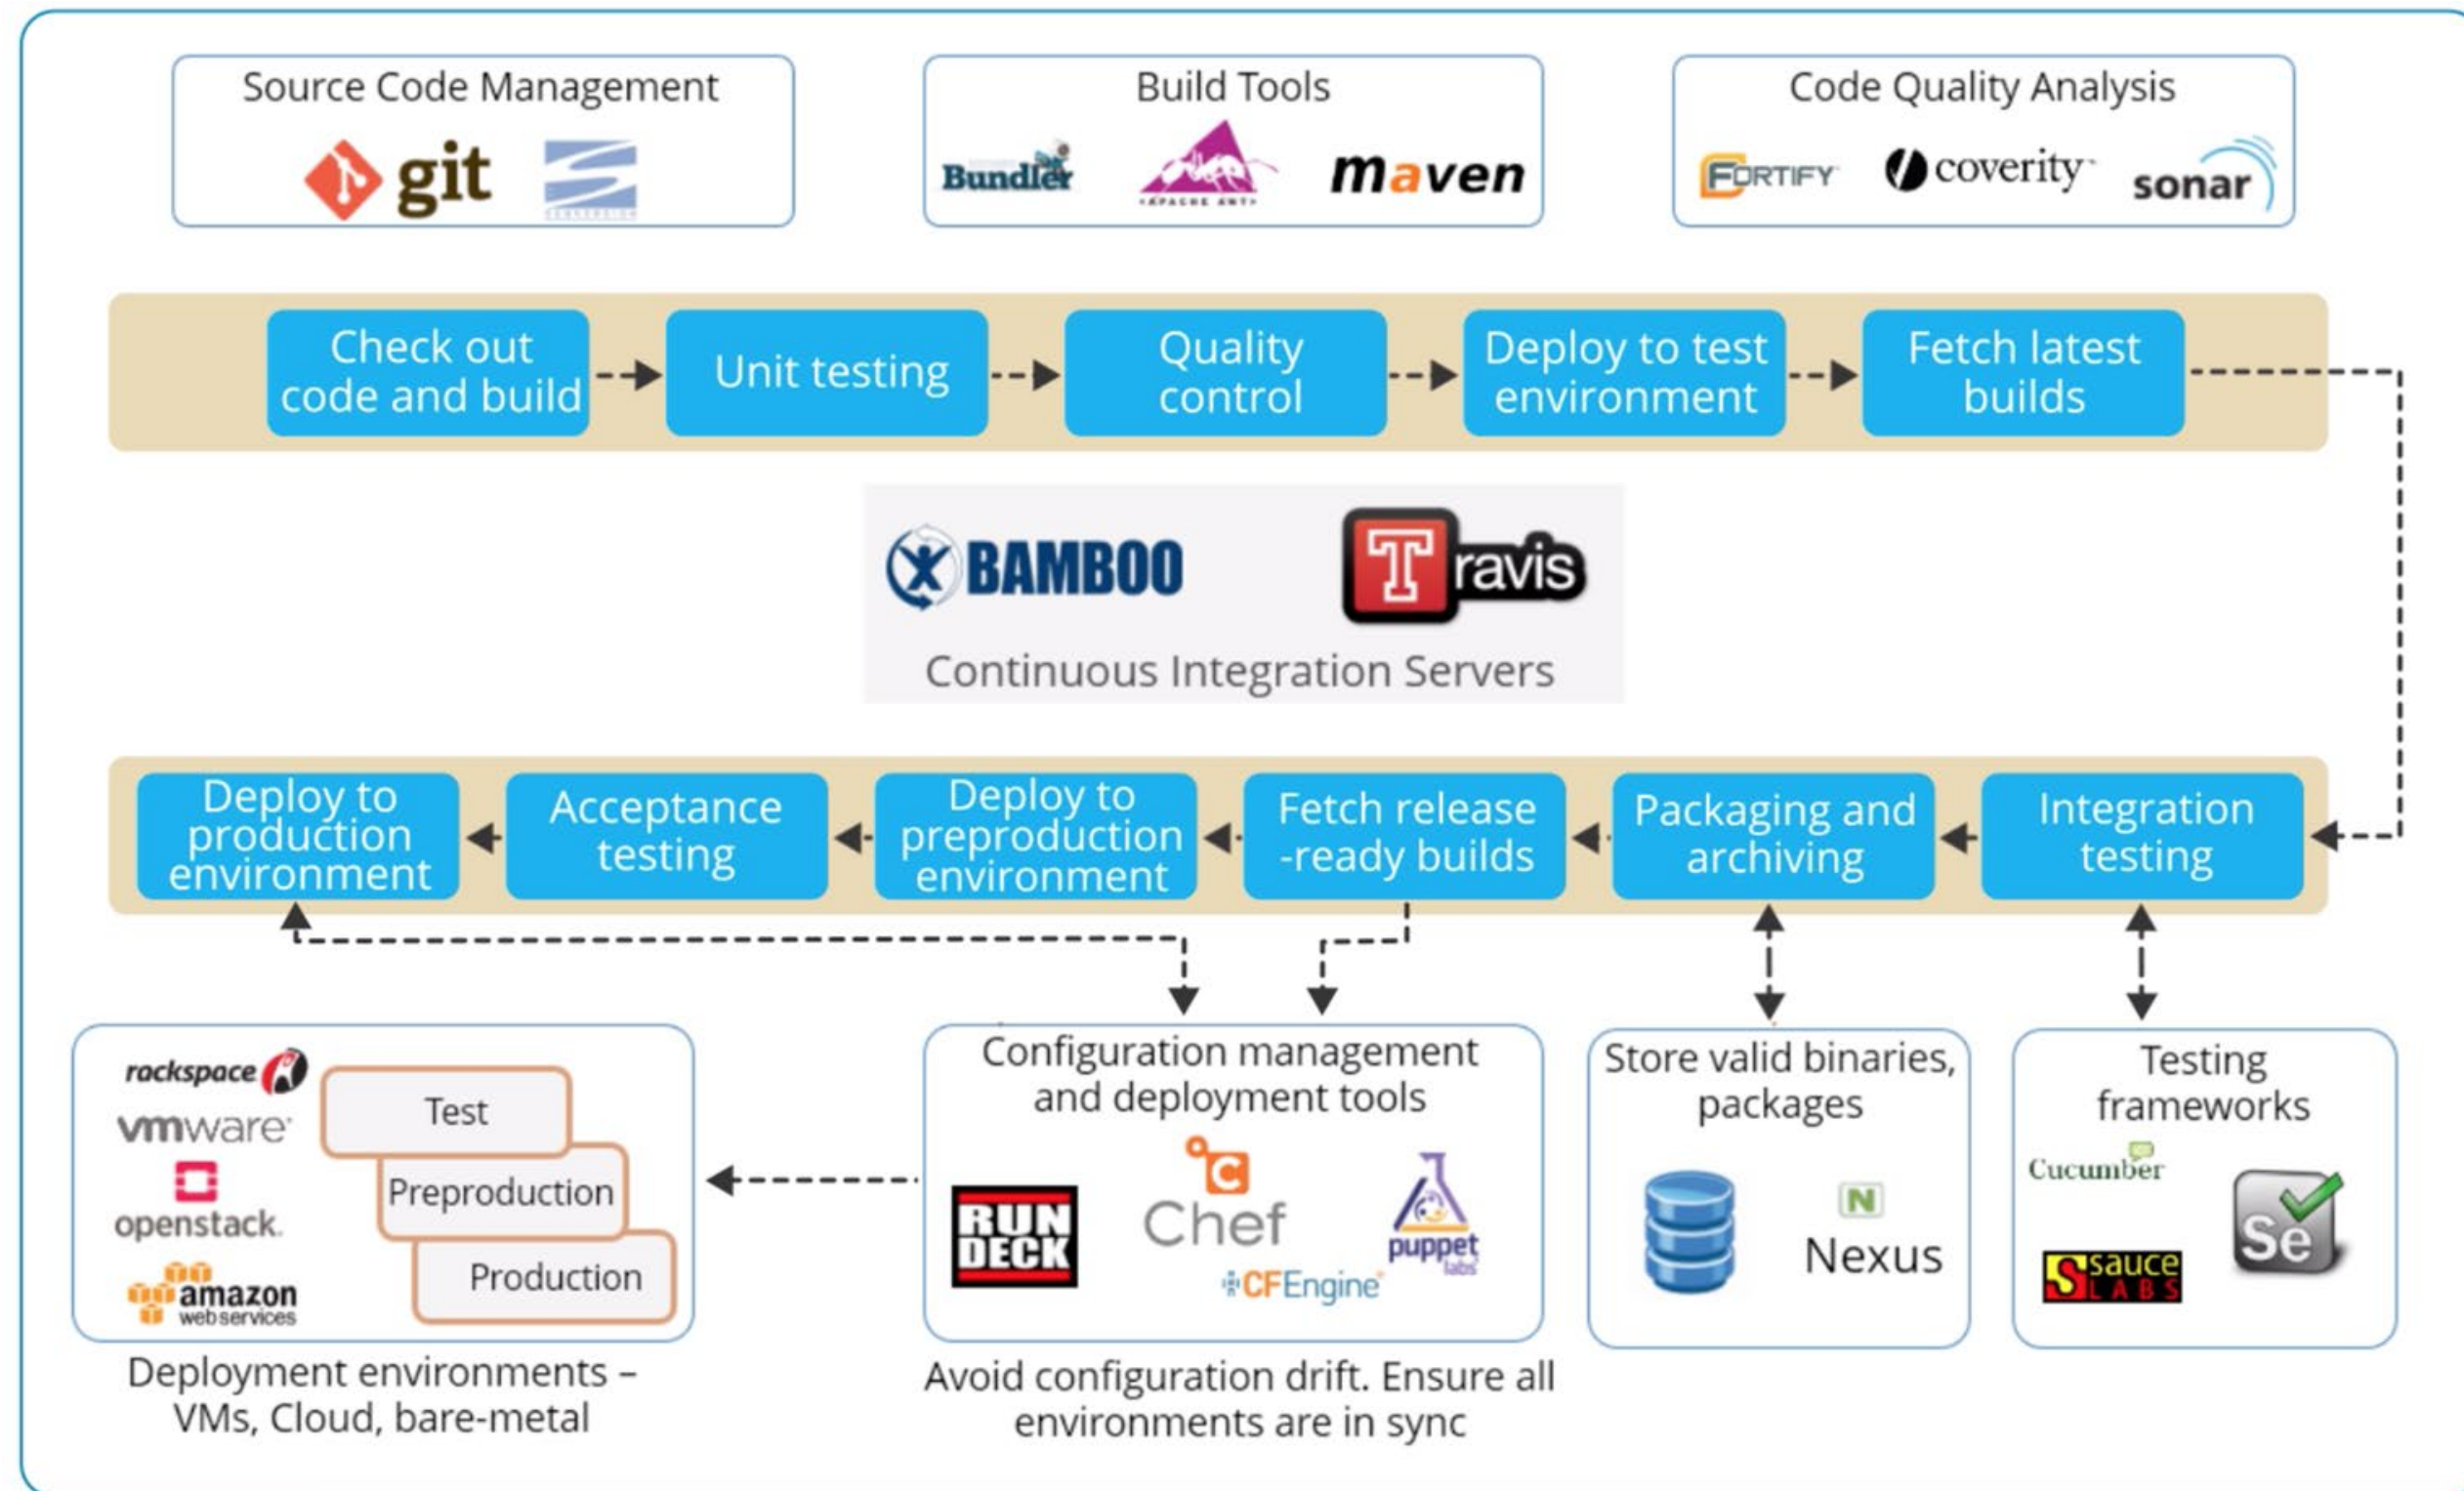 Source Code Management
git
Build Tools
Bundler
<APACHE ANT>
maven
Code Quality Analysis
FORTIFY
coverity
sonar
Check out
code and build
Unit testing
Quality
control
Deploy to test
environment
Fetch latest
builds
BAMBOO
Travis
Continuous Integration Servers
Deploy to
production
environment
Acceptance
testing
Deploy to
preproduction
environment
Fetch release
-ready builds
Packaging and
archiving
Integration
testing
rackspace
vmware
openstack.
amazon
webservices
Test
Preproduction
Production
Deployment environments –
VMs, Cloud, bare-metal
Configuration management
and deployment tools
RUN
DECK
C
Chef
CFEngine
puppet
labs
Avoid configuration drift. Ensure all
environments are in sync
Store valid binaries,
packages
N
Nexus
Testing
frameworks
Cucumber
Se
sauce
LABS